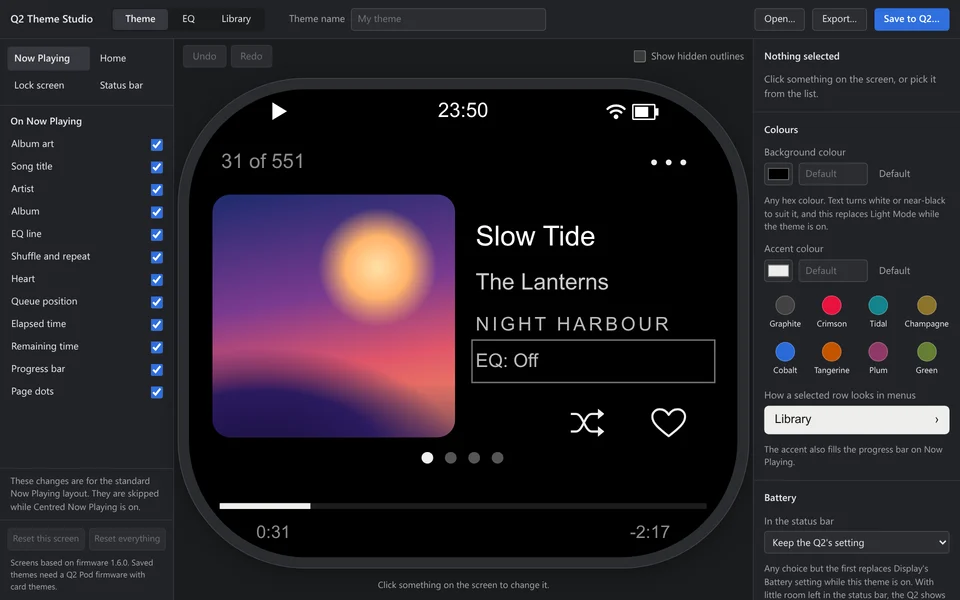 Q2 Theme Studio
Theme
EQ
Library
Theme name
My theme
Open...
Export...
Save to Q2...
Now Playing
Home
Lock screen
Status bar
On Now Playing
Album art
Song title
Artist
Album
EQ line
Shuffle and repeat
Heart
Queue position
Elapsed time
Remaining time
Progress bar
Page dots
These changes are for the standard
Now Playing layout. They are skipped
while Centred Now Playing is on.
Reset this screen
Reset everything
Screens based on firmware 1.6.0. Saved
themes need a Q2 Pod firmware with
card themes.
Undo
Redo
Show hidden outlines
23:50
31 of 551
Slow Tide
The Lanterns
NIGHT HARBOUR
EQ: Off
0:31
-2:17
Click something on the screen to change it.
Nothing selected
Click something on the screen, or pick it
from the list.
Colours
Background colour
Default
Default
Any hex colour. Text turns white or near-black
to suit it, and this replaces Light Mode while
the theme is on.
Accent colour
Default
Default
Graphite
Crimson
Tidal
Champagne
Cobalt
Tangerine
Plum
Green
How a selected row looks in menus
Library
The accent also fills the progress bar on Now
Playing.
Battery
In the status bar
Keep the Q2's setting
Any choice but the first replaces Display's
Battery setting while this theme is on. With
little room left in the status bar, the Q2 shows